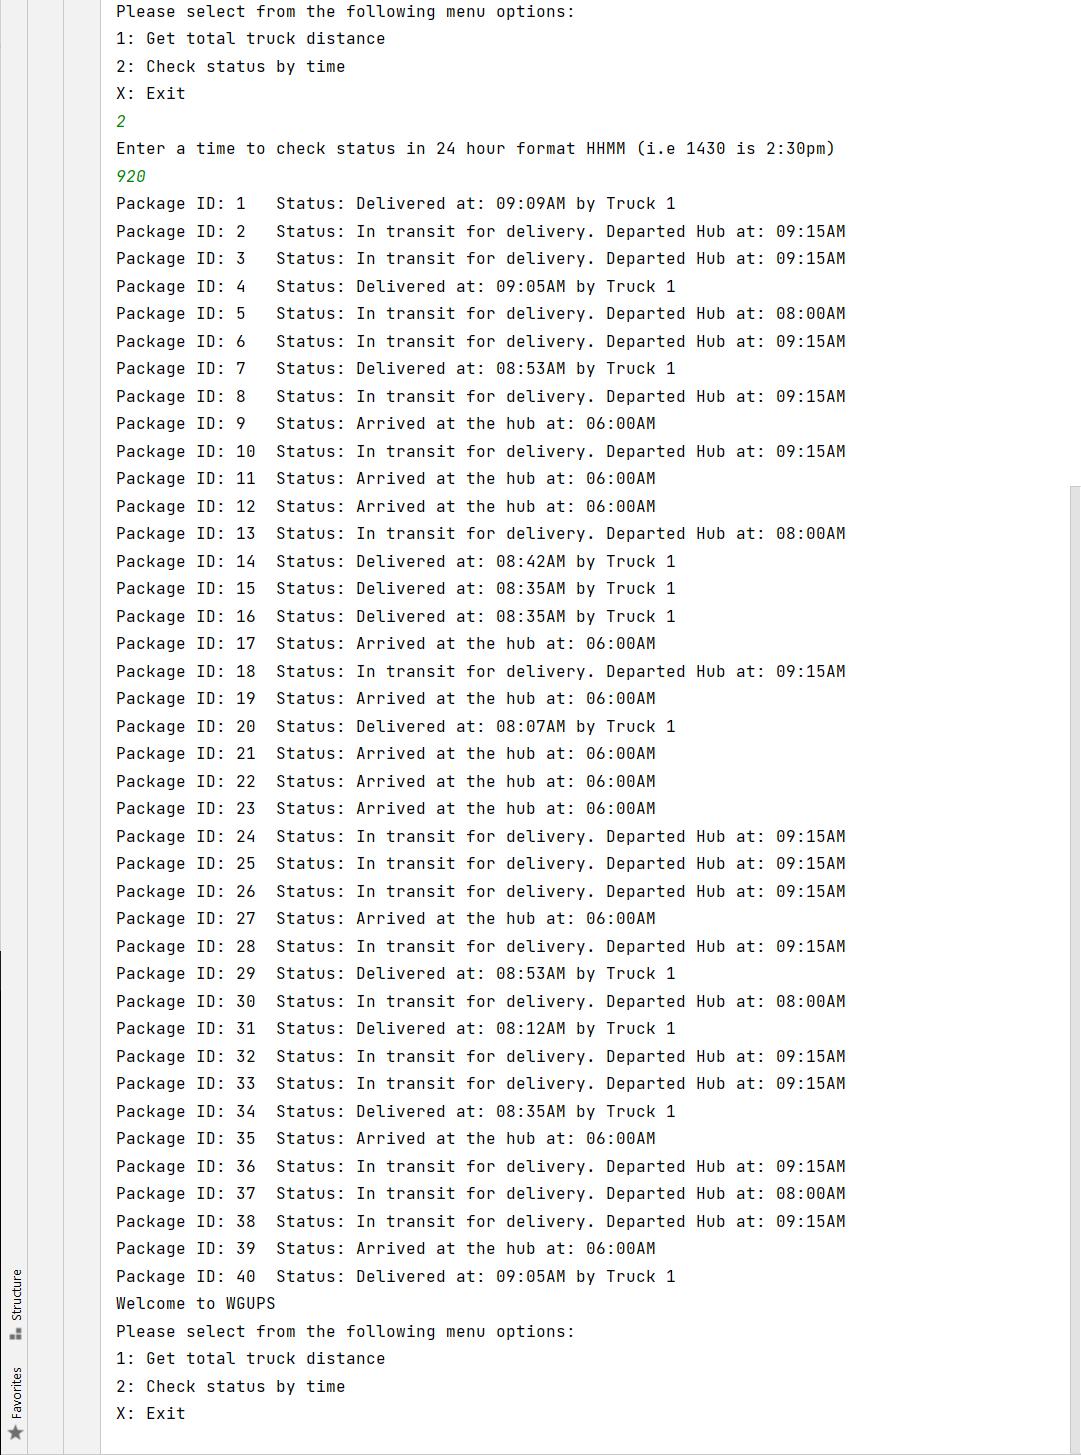 Please select from the following menu options:
1: Get total truck distance
2: Check status by time
X: Exit
2
Enter a time to check status in 24 hour format HHMM (i.e 1430 is 2:30pm)
920
Package ID: 1   Status: Delivered at: 09:09AM by Truck 1
Package ID: 2   Status: In transit for delivery. Departed Hub at: 09:15AM
Package ID: 3   Status: In transit for delivery. Departed Hub at: 09:15AM
Package ID: 4   Status: Delivered at: 09:05AM by Truck 1
Package ID: 5   Status: In transit for delivery. Departed Hub at: 08:00AM
Package ID: 6   Status: In transit for delivery. Departed Hub at: 09:15AM
Package ID: 7   Status: Delivered at: 08:53AM by Truck 1
Package ID: 8   Status: In transit for delivery. Departed Hub at: 09:15AM
Package ID: 9   Status: Arrived at the hub at: 06:00AM
Package ID: 10  Status: In transit for delivery. Departed Hub at: 09:15AM
Package ID: 11  Status: Arrived at the hub at: 06:00AM
Package ID: 12  Status: Arrived at the hub at: 06:00AM
Package ID: 13  Status: In transit for delivery. Departed Hub at: 08:00AM
Package ID: 14  Status: Delivered at: 08:42AM by Truck 1
Package ID: 15  Status: Delivered at: 08:35AM by Truck 1
Package ID: 16  Status: Delivered at: 08:35AM by Truck 1
Package ID: 17  Status: Arrived at the hub at: 06:00AM
Package ID: 18  Status: In transit for delivery. Departed Hub at: 09:15AM
Package ID: 19  Status: Arrived at the hub at: 06:00AM
Package ID: 20  Status: Delivered at: 08:07AM by Truck 1
Package ID: 21  Status: Arrived at the hub at: 06:00AM
Package ID: 22  Status: Arrived at the hub at: 06:00AM
Package ID: 23  Status: Arrived at the hub at: 06:00AM
Package ID: 24  Status: In transit for delivery. Departed Hub at: 09:15AM
Package ID: 25  Status: In transit for delivery. Departed Hub at: 09:15AM
Package ID: 26  Status: In transit for delivery. Departed Hub at: 09:15AM
Package ID: 27  Status: Arrived at the hub at: 06:00AM
Package ID: 28  Status: In transit for delivery. Departed Hub at: 09:15AM
Package ID: 29  Status: Delivered at: 08:53AM by Truck 1
Package ID: 30  Status: In transit for delivery. Departed Hub at: 08:00AM
Package ID: 31  Status: Delivered at: 08:12AM by Truck 1
Package ID: 32  Status: In transit for delivery. Departed Hub at: 09:15AM
Package ID: 33  Status: In transit for delivery. Departed Hub at: 09:15AM
Package ID: 34  Status: Delivered at: 08:35AM by Truck 1
Package ID: 35  Status: Arrived at the hub at: 06:00AM
Package ID: 36  Status: In transit for delivery. Departed Hub at: 09:15AM
Package ID: 37  Status: In transit for delivery. Departed Hub at: 08:00AM
Package ID: 38  Status: In transit for delivery. Departed Hub at: 09:15AM
Package ID: 39  Status: Arrived at the hub at: 06:00AM
Package ID: 40  Status: Delivered at: 09:05AM by Truck 1
Welcome to WGUPS
Please select from the following menu options:
1: Get total truck distance
2: Check status by time
X: Exit
Structure
Favorites